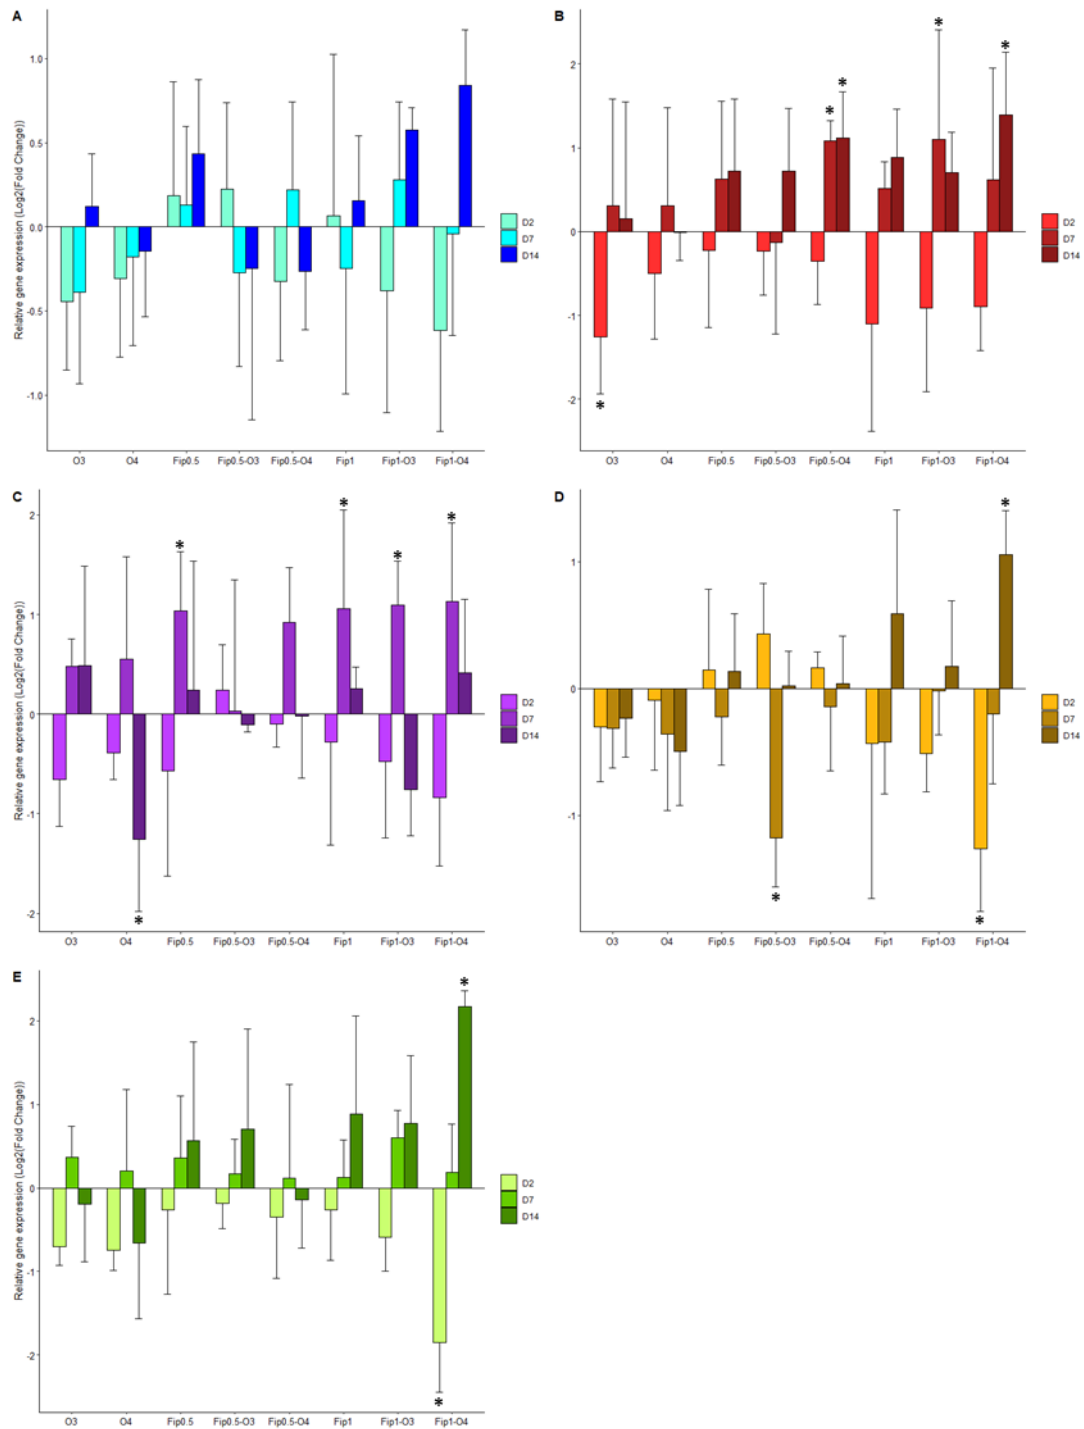 A
Relative gene expression (Log2(Fold Change))
1.0
0.5
0.0
-0.5
-1.0
O3 O4 Fip0.5 Fip0.5-O3 Fip0.5-O4 Fip1 Fip1-O3 Fip1-O4
D2
D7
D14
B
2
1
0
-1
-2
* * * * *
O3 O4 Fip0.5 Fip0.5-O3 Fip0.5-O4 Fip1 Fip1-O3 Fip1-O4
D2
D7
D14
C
Relative gene expression (Log2(Fold Change))
2
1
0
-1
-2
* * * * *
O3 O4 Fip0.5 Fip0.5-O3 Fip0.5-O4 Fip1 Fip1-O3 Fip1-O4
D2
D7
D14
D
1
0
-1
* * *
O3 O4 Fip0.5 Fip0.5-O3 Fip0.5-O4 Fip1 Fip1-O3 Fip1-O4
D2
D7
D14
E
Relative gene expression (Log2(Fold Change))
2
1
0
-1
-2
* *
O3 O4 Fip0.5 Fip0.5-O3 Fip0.5-O4 Fip1 Fip1-O3 Fip1-O4
D2
D7
D14